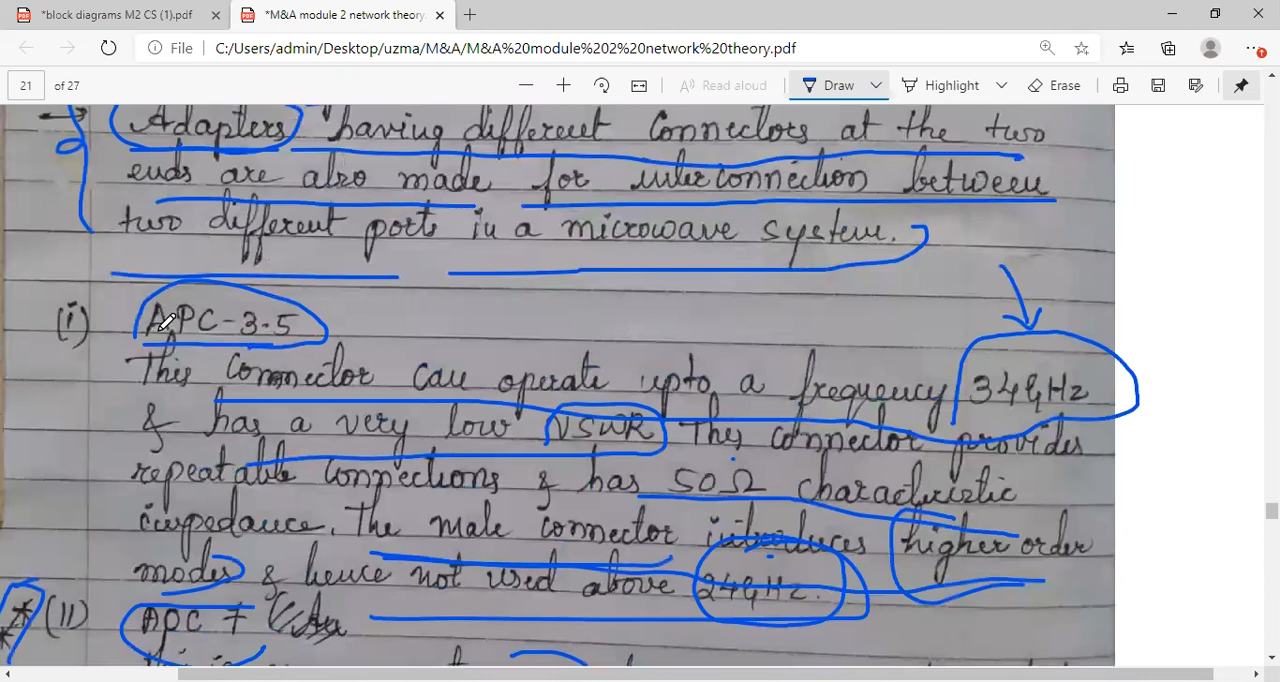 *block diagrams M2 CS (1).pdf
*M&A module 2 network theory.
File
C:/Users/admin/Desktop/uzma/M&A/M&A%20module%202%20network%20theory.pdf
21 of 27
Read aloud
Draw
Highlight
Erase
→ Adapters having different connectors at the two
ends are also made for interconnection between
two different ports in a microwave system.
(i) APC-3.5
This connector can operate upto a frequency 34GHz
& has a very low VSWR This connector provides
repeatable connections & has 50Ω characteristic
impedance. The male connector introduces higher order
modes & hence not used above 24GHz.
(II) APC 7
This is